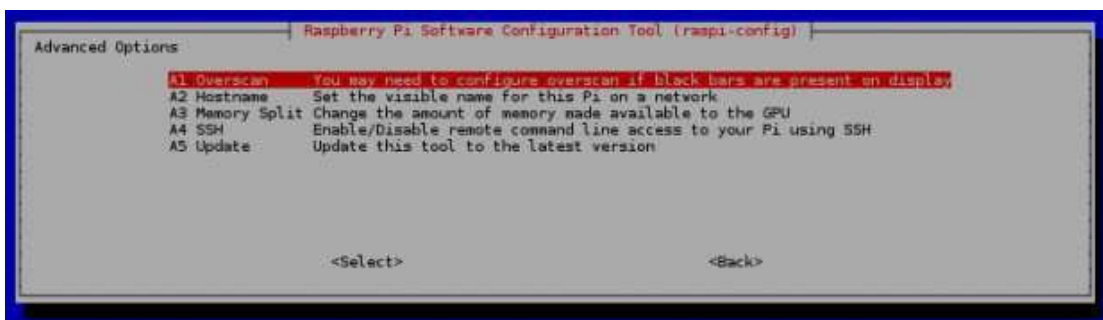 Raspberry Pi Software Configuration Tool (raspi-config)
Advanced Options
A1 Overscan You may need to configure overscan if black bars are present on display
A2 Hostname Set the visible name for this Pi on a network
A3 Memory Split Change the amount of memory made available to the GPU
A4 SSH Enable/Disable remote command line access to your Pi using SSH
A5 Update Update this tool to the latest version
<Select> <Back>